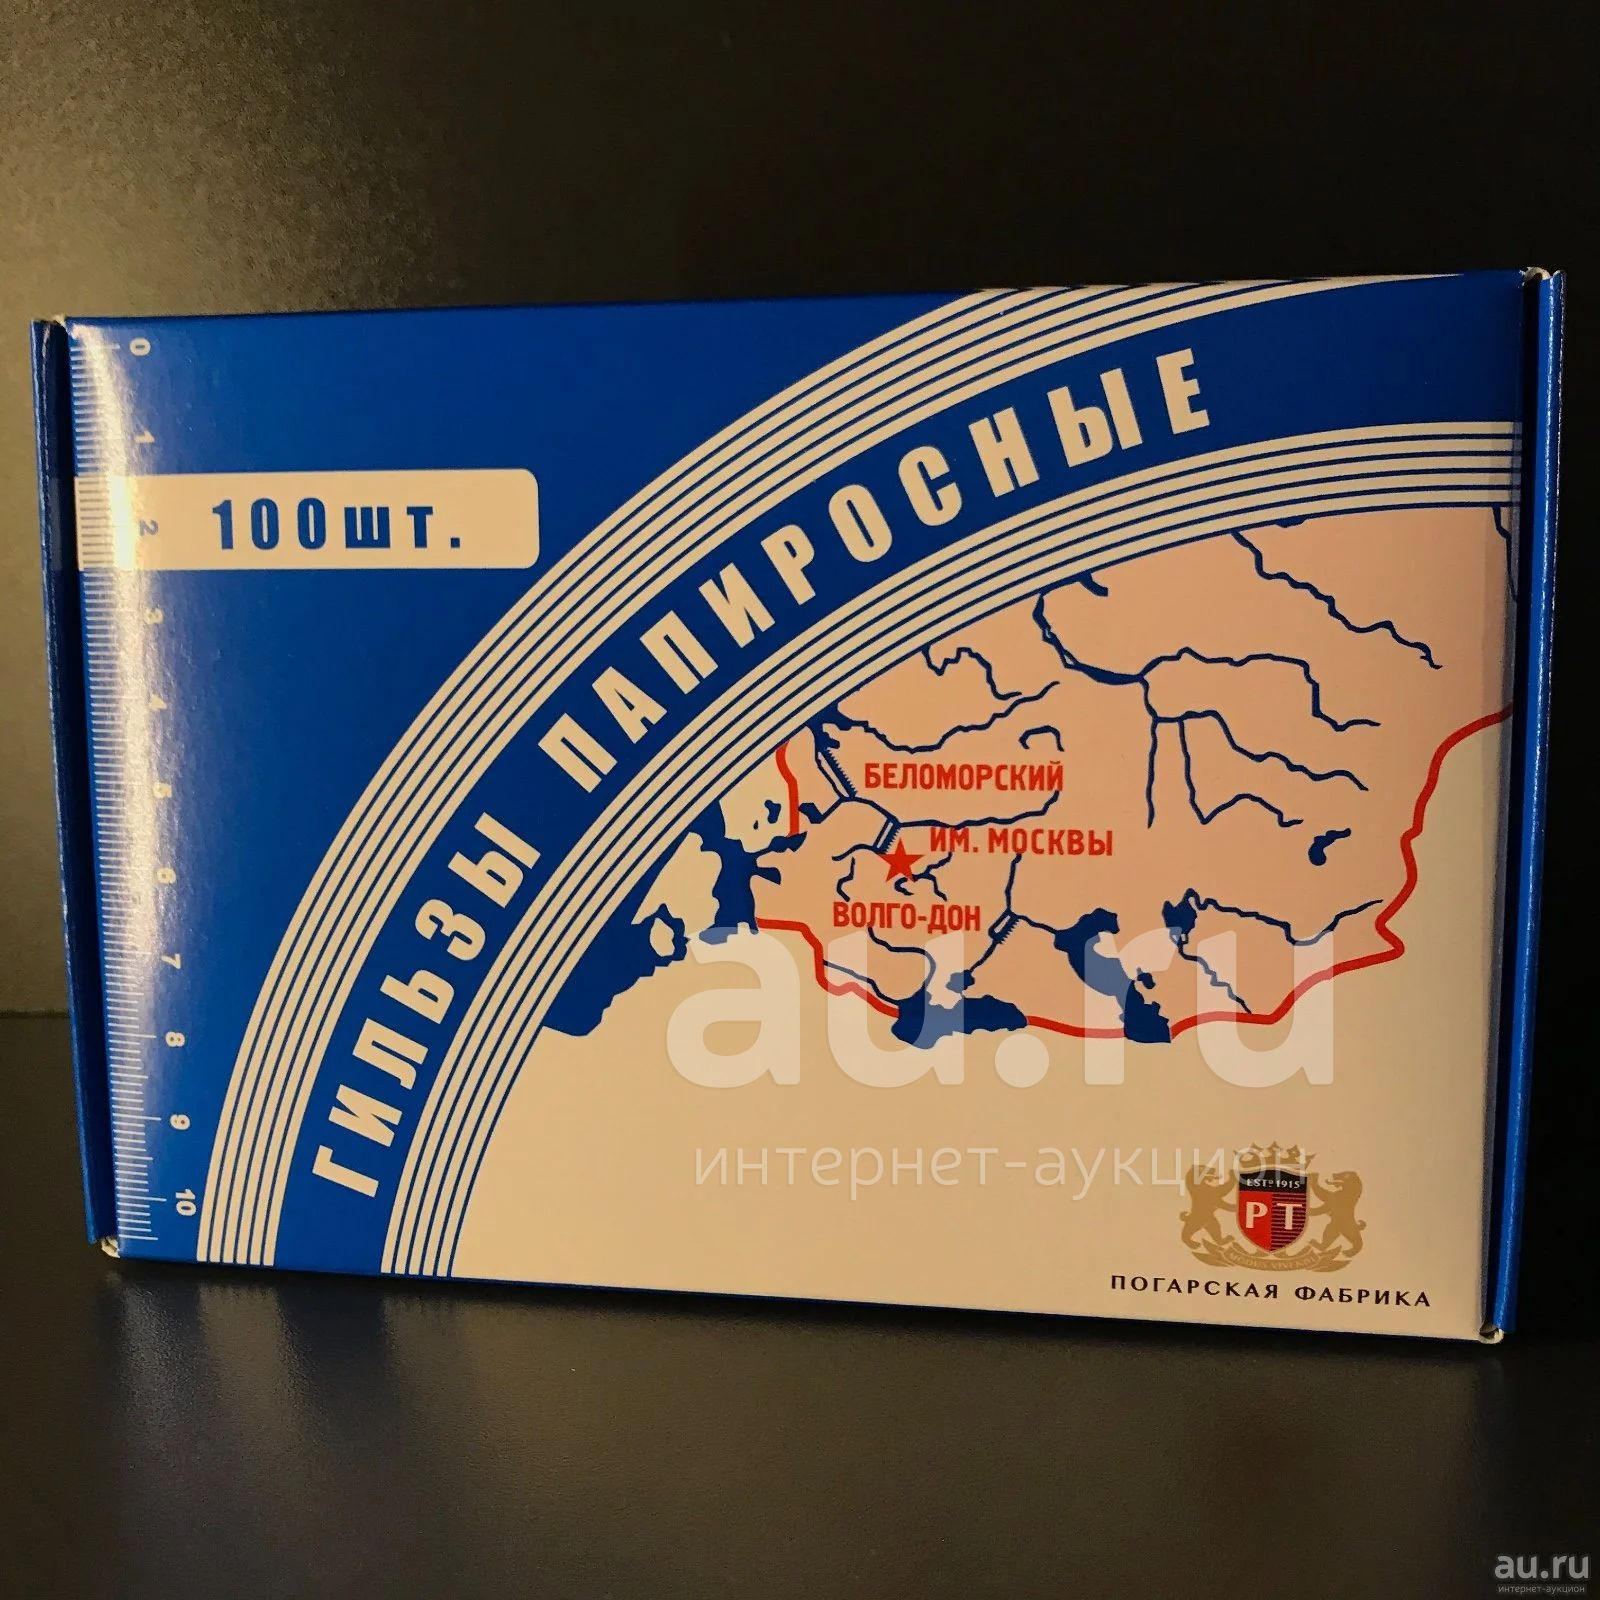 0
1
2
3
4
5
6
7
8
9
10
100шт.
ГИЛЬЗЫ ПАПИРОСНЫЕ
БЕЛОМОРСКИЙ
ИМ. МОСКВЫ
ВОЛГО-ДОН
au.ru
интернет-аукцион
ESTD 1915
PT
ПОГАРСКАЯ ФАБРИКА
au.ru
интернет-аукцион